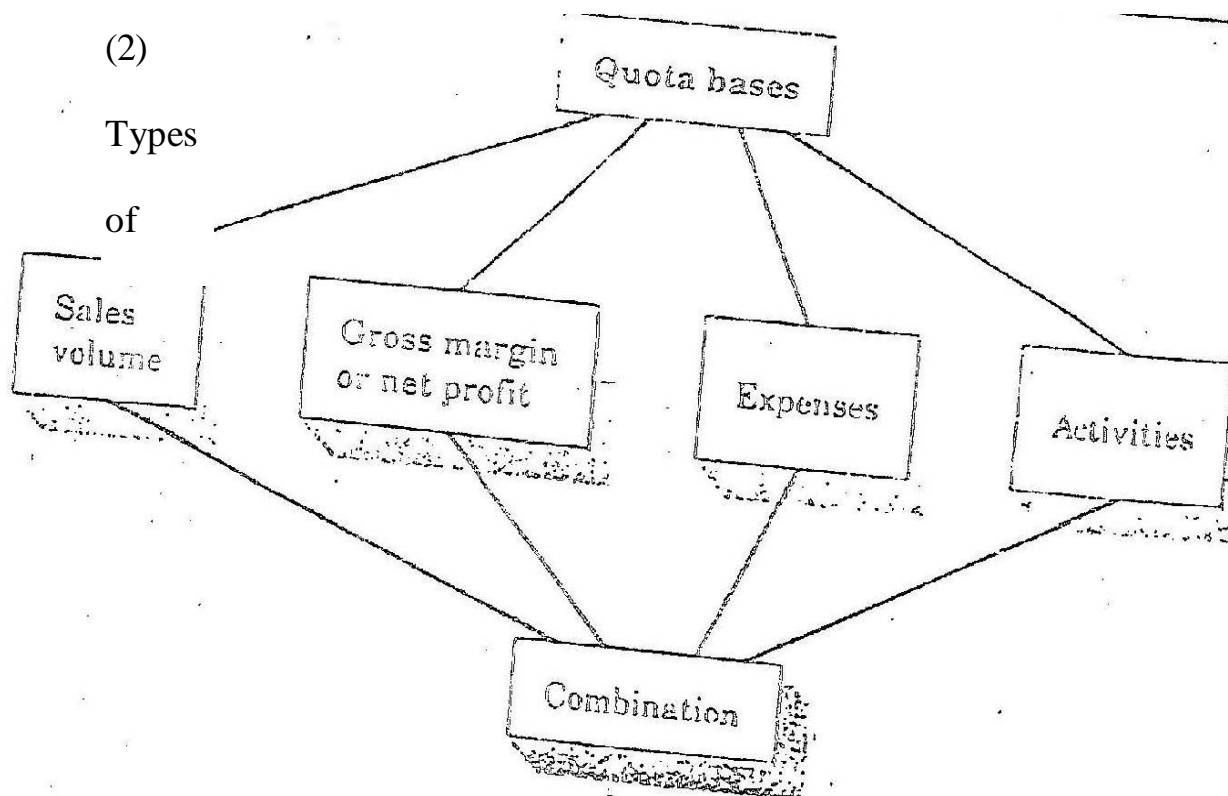 (2)
Types
of
Quota bases
Sales
volume
Gross margin
or net profit
Expenses
Activities
Combination